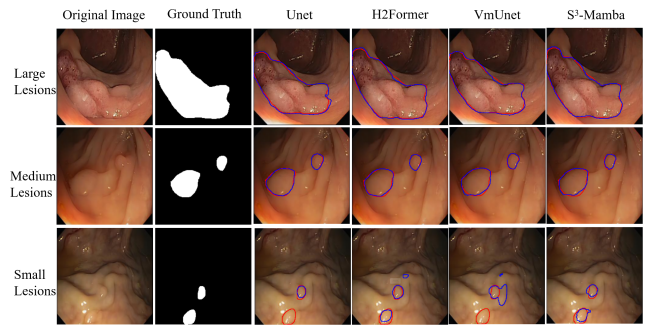 Original Image Ground Truth Unet H2Former VmUnet S³-Mamba
Large
Lesions
Medium
Lesions
Small
Lesions